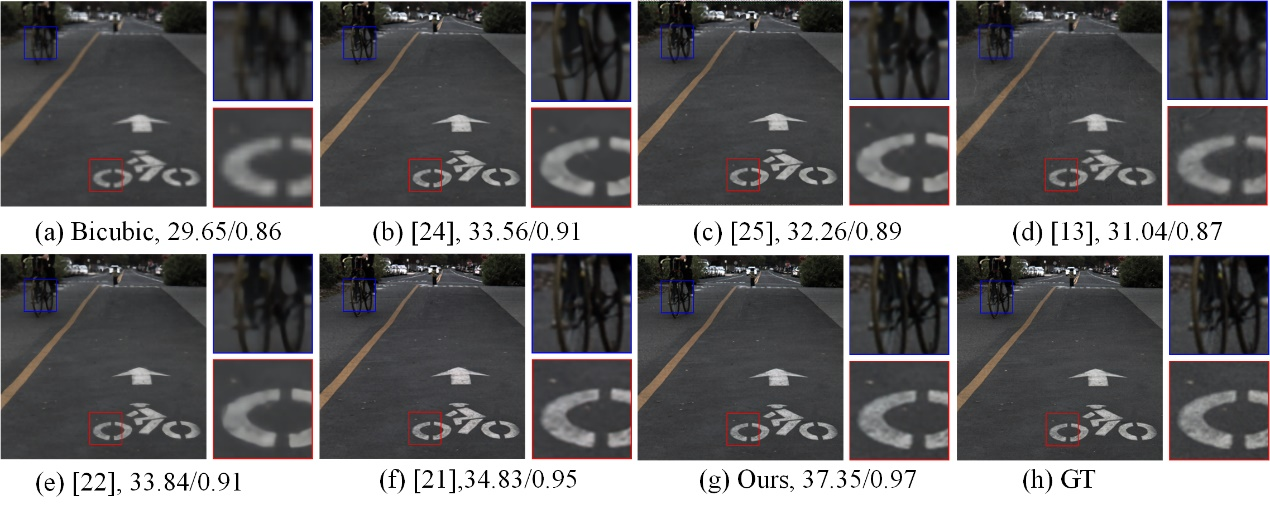 (a) Bicubic, 29.65/0.86
(b) [24], 33.56/0.91
(c) [25], 32.26/0.89
(d) [13], 31.04/0.87
(e) [22], 33.84/0.91
(f) [21],34.83/0.95
(g) Ours, 37.35/0.97
(h) GT